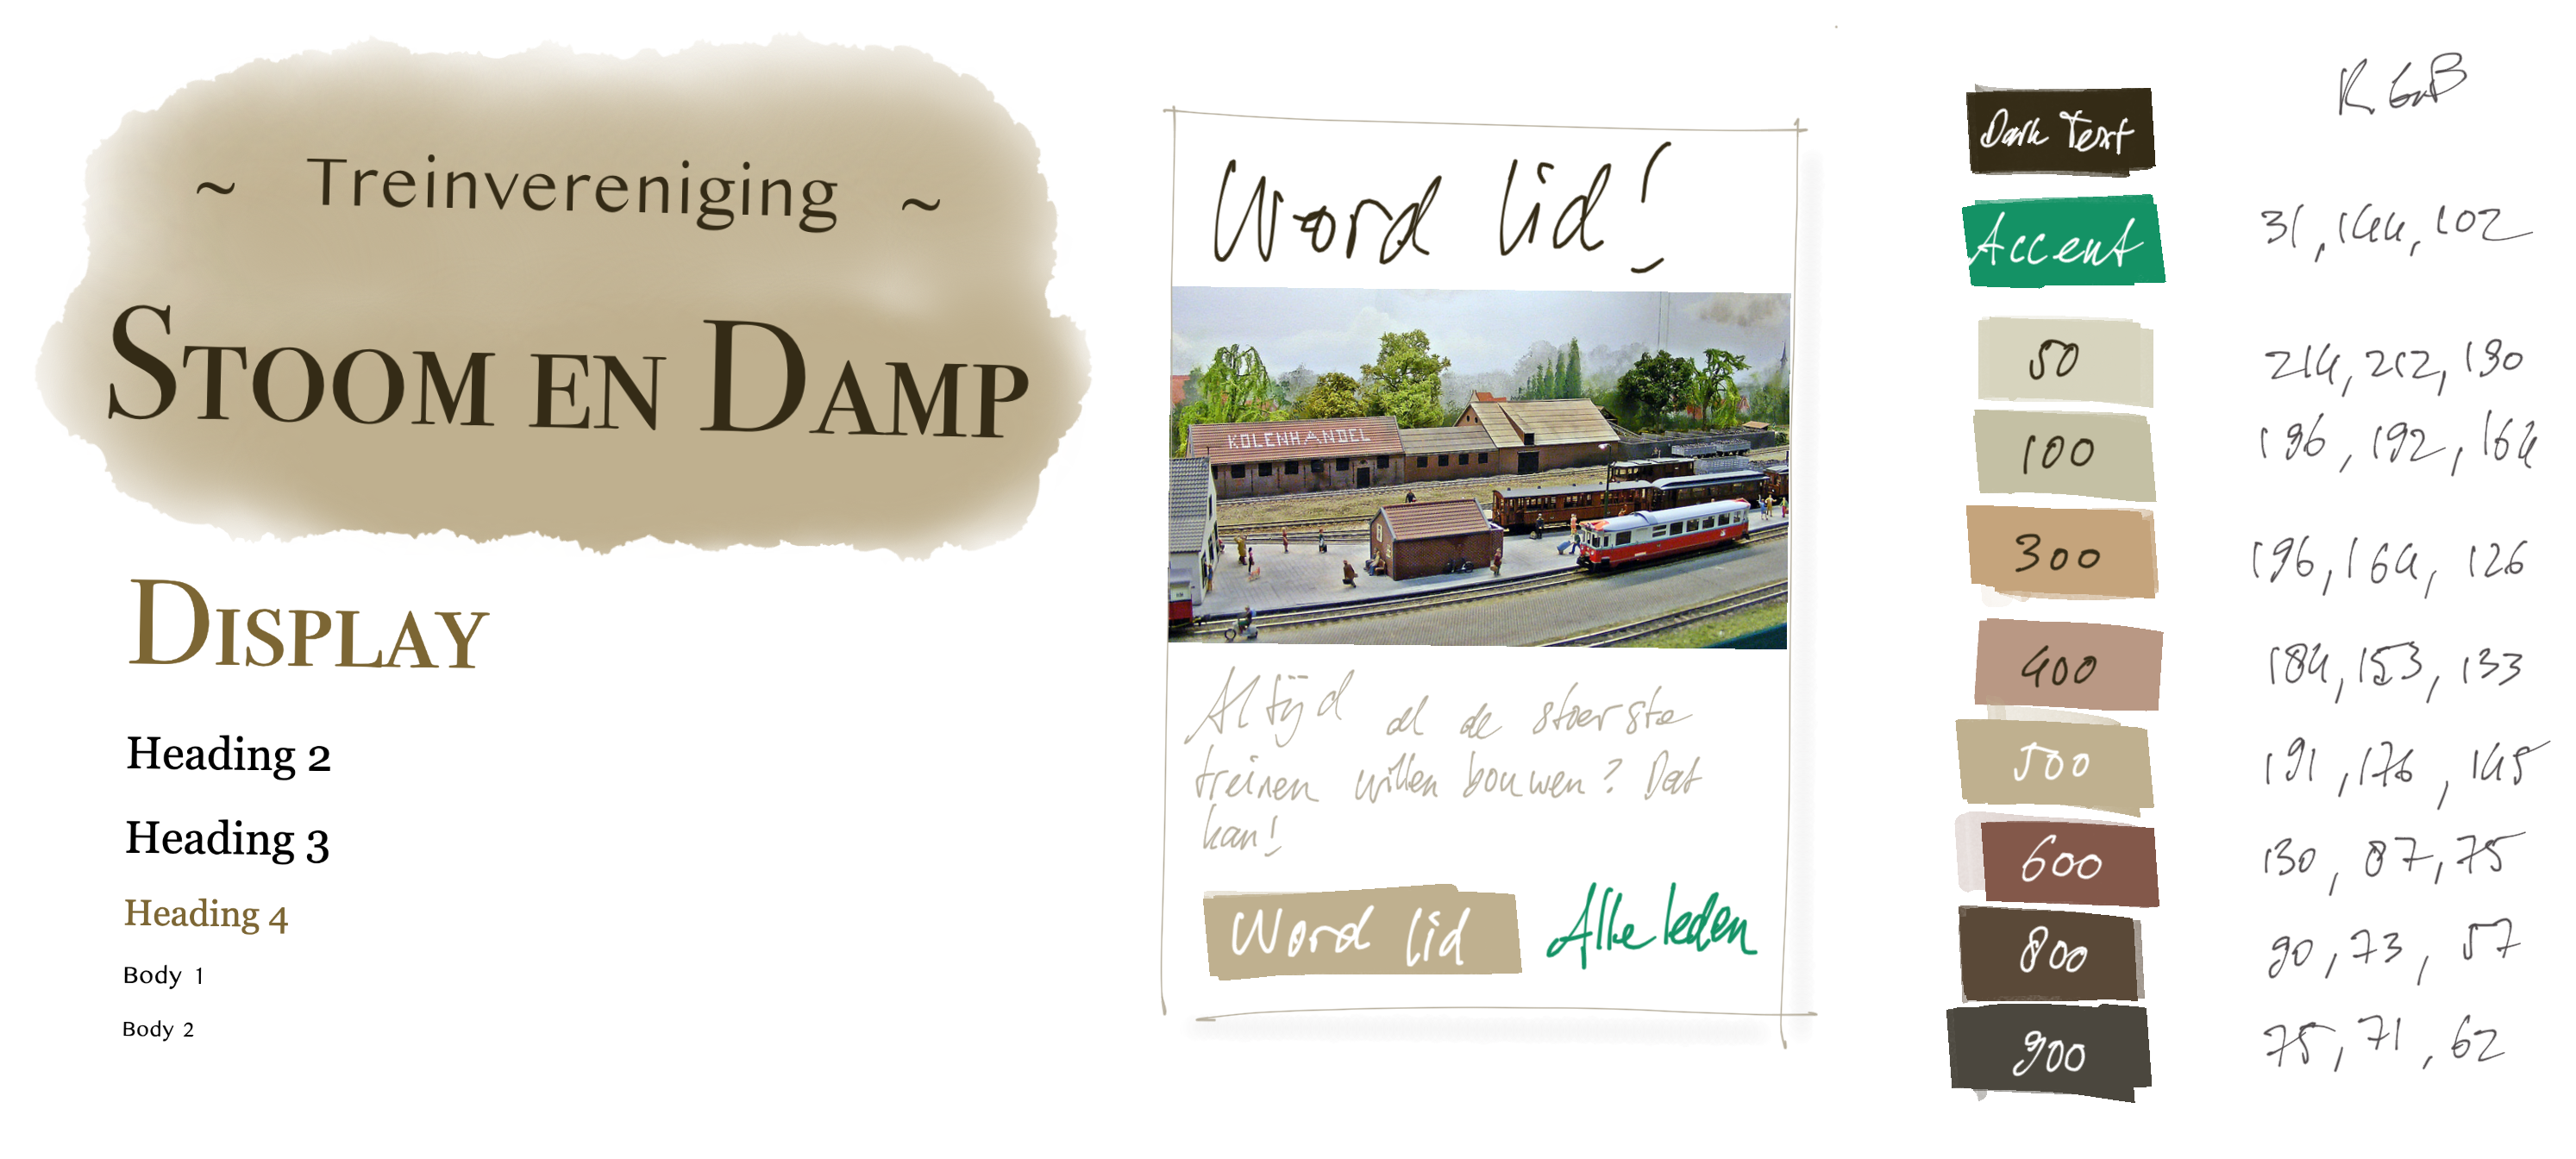 ~ Treinvereniging ~
Stoom en Damp
Display
Heading 2
Heading 3
Heading 4
Body 1
Body 2
Word lid!
KOLENHANDEL
Altijd al de stoerste
treinen willen bouwen? Dat
kan!
Word lid
Alle leden
RGB
Dark Text
Accent 31, 144, 102
50 214, 212, 190
100 196, 192, 164
300 196, 164, 126
400 184, 153, 133
500 191, 176, 145
600 130, 87, 75
800 90, 73, 57
900 75, 71, 62